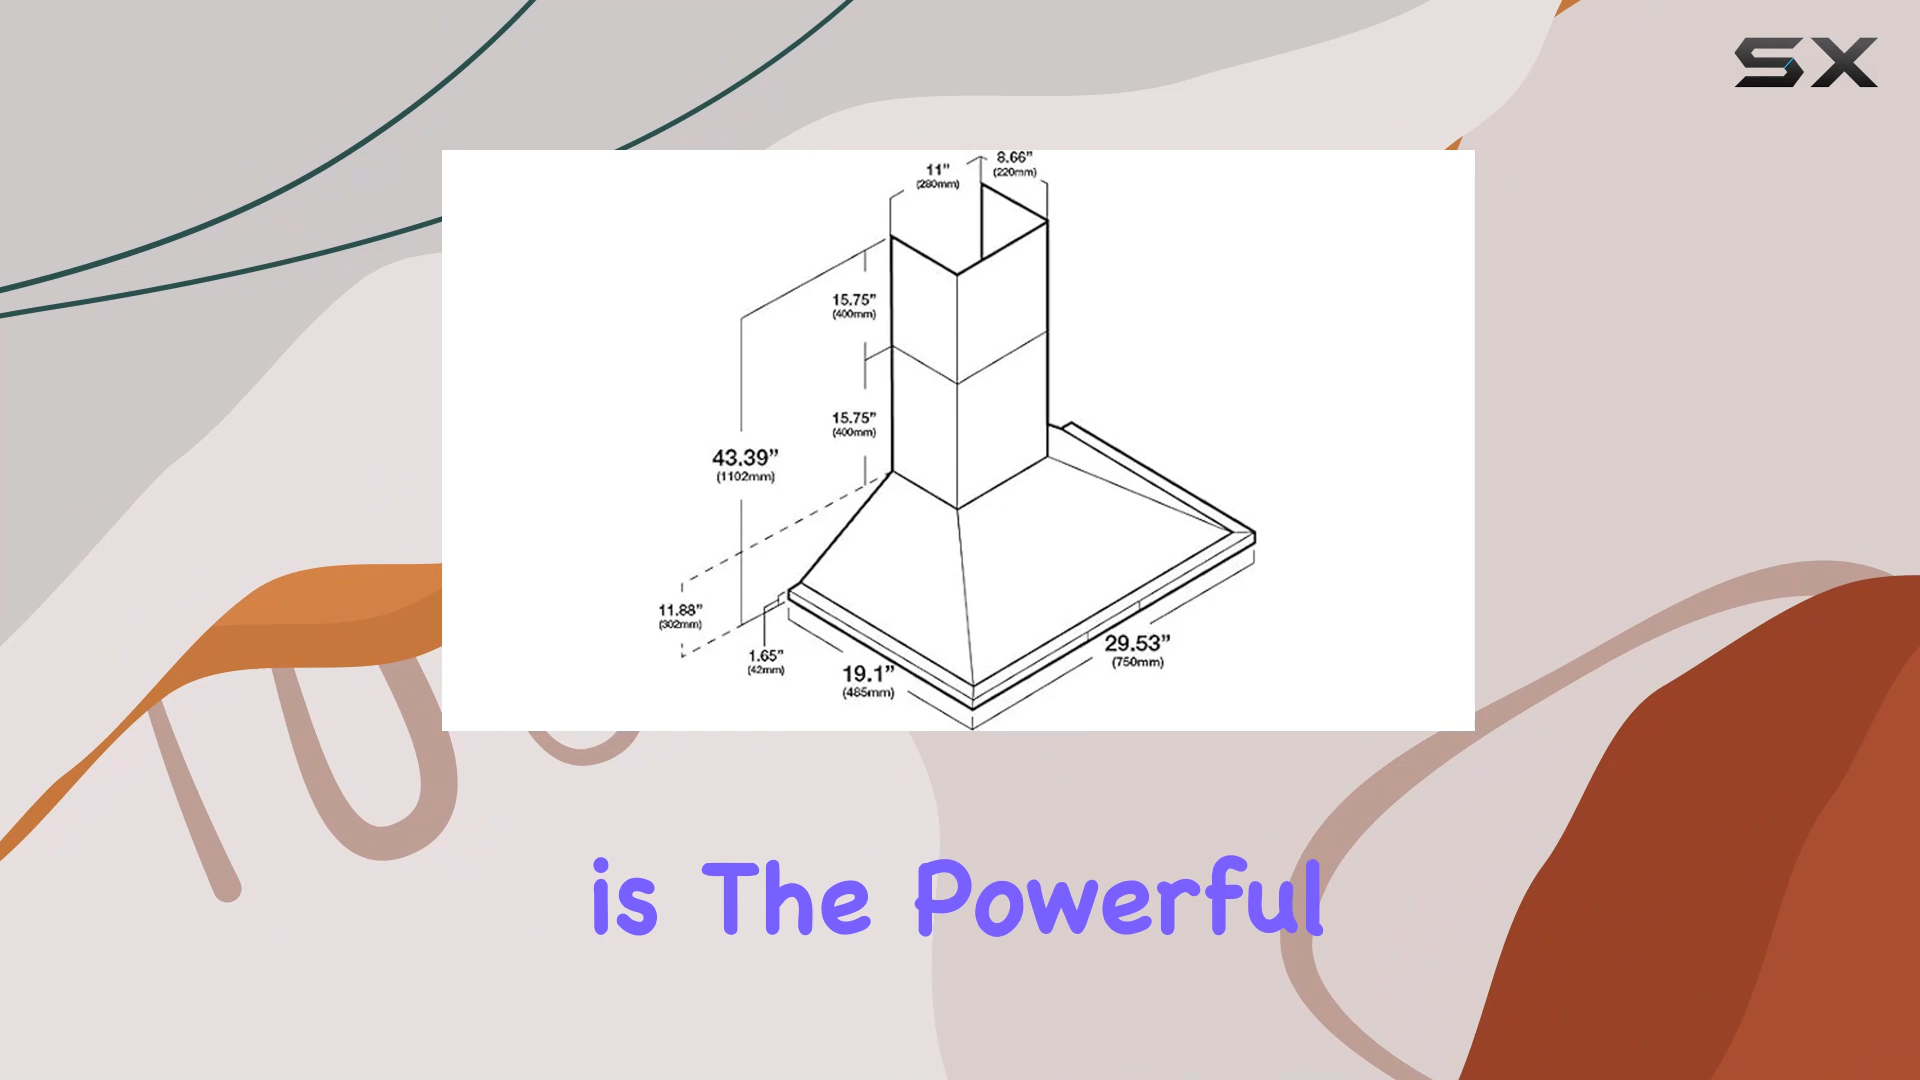 SX
8.66”
(220mm)
11”
(280mm)
15.75”
(400mm)
15.75”
(400mm)
43.39”
(1102mm)
11.88”
(302mm)
1.65”
(42mm)
19.1”
(485mm)
29.53”
(750mm)
is The Powerful